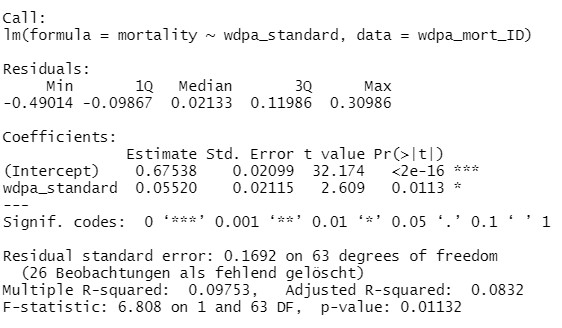 Call:
lm(formula = mortality ~ wdpa_standard, data = wdpa_mort_ID)
Residuals:
Min 1Q Median 3Q Max
-0.49014 -0.09867 0.02133 0.11986 0.30986
Coefficients:
Estimate Std. Error t value Pr(>|t|)
(Intercept) 0.67538 0.02099 32.174 <2e-16 ***
wdpa_standard 0.05520 0.02115 2.609 0.0113 *
---
Signif. codes: 0 ‘***’ 0.001 ‘**’ 0.01 ‘*’ 0.05 ‘.’ 0.1 ‘ ’ 1
Residual standard error: 0.1692 on 63 degrees of freedom
(26 Beobachtungen als fehlend gelöscht)
Multiple R-squared: 0.09753, Adjusted R-squared: 0.0832
F-statistic: 6.808 on 1 and 63 DF, p-value: 0.01132